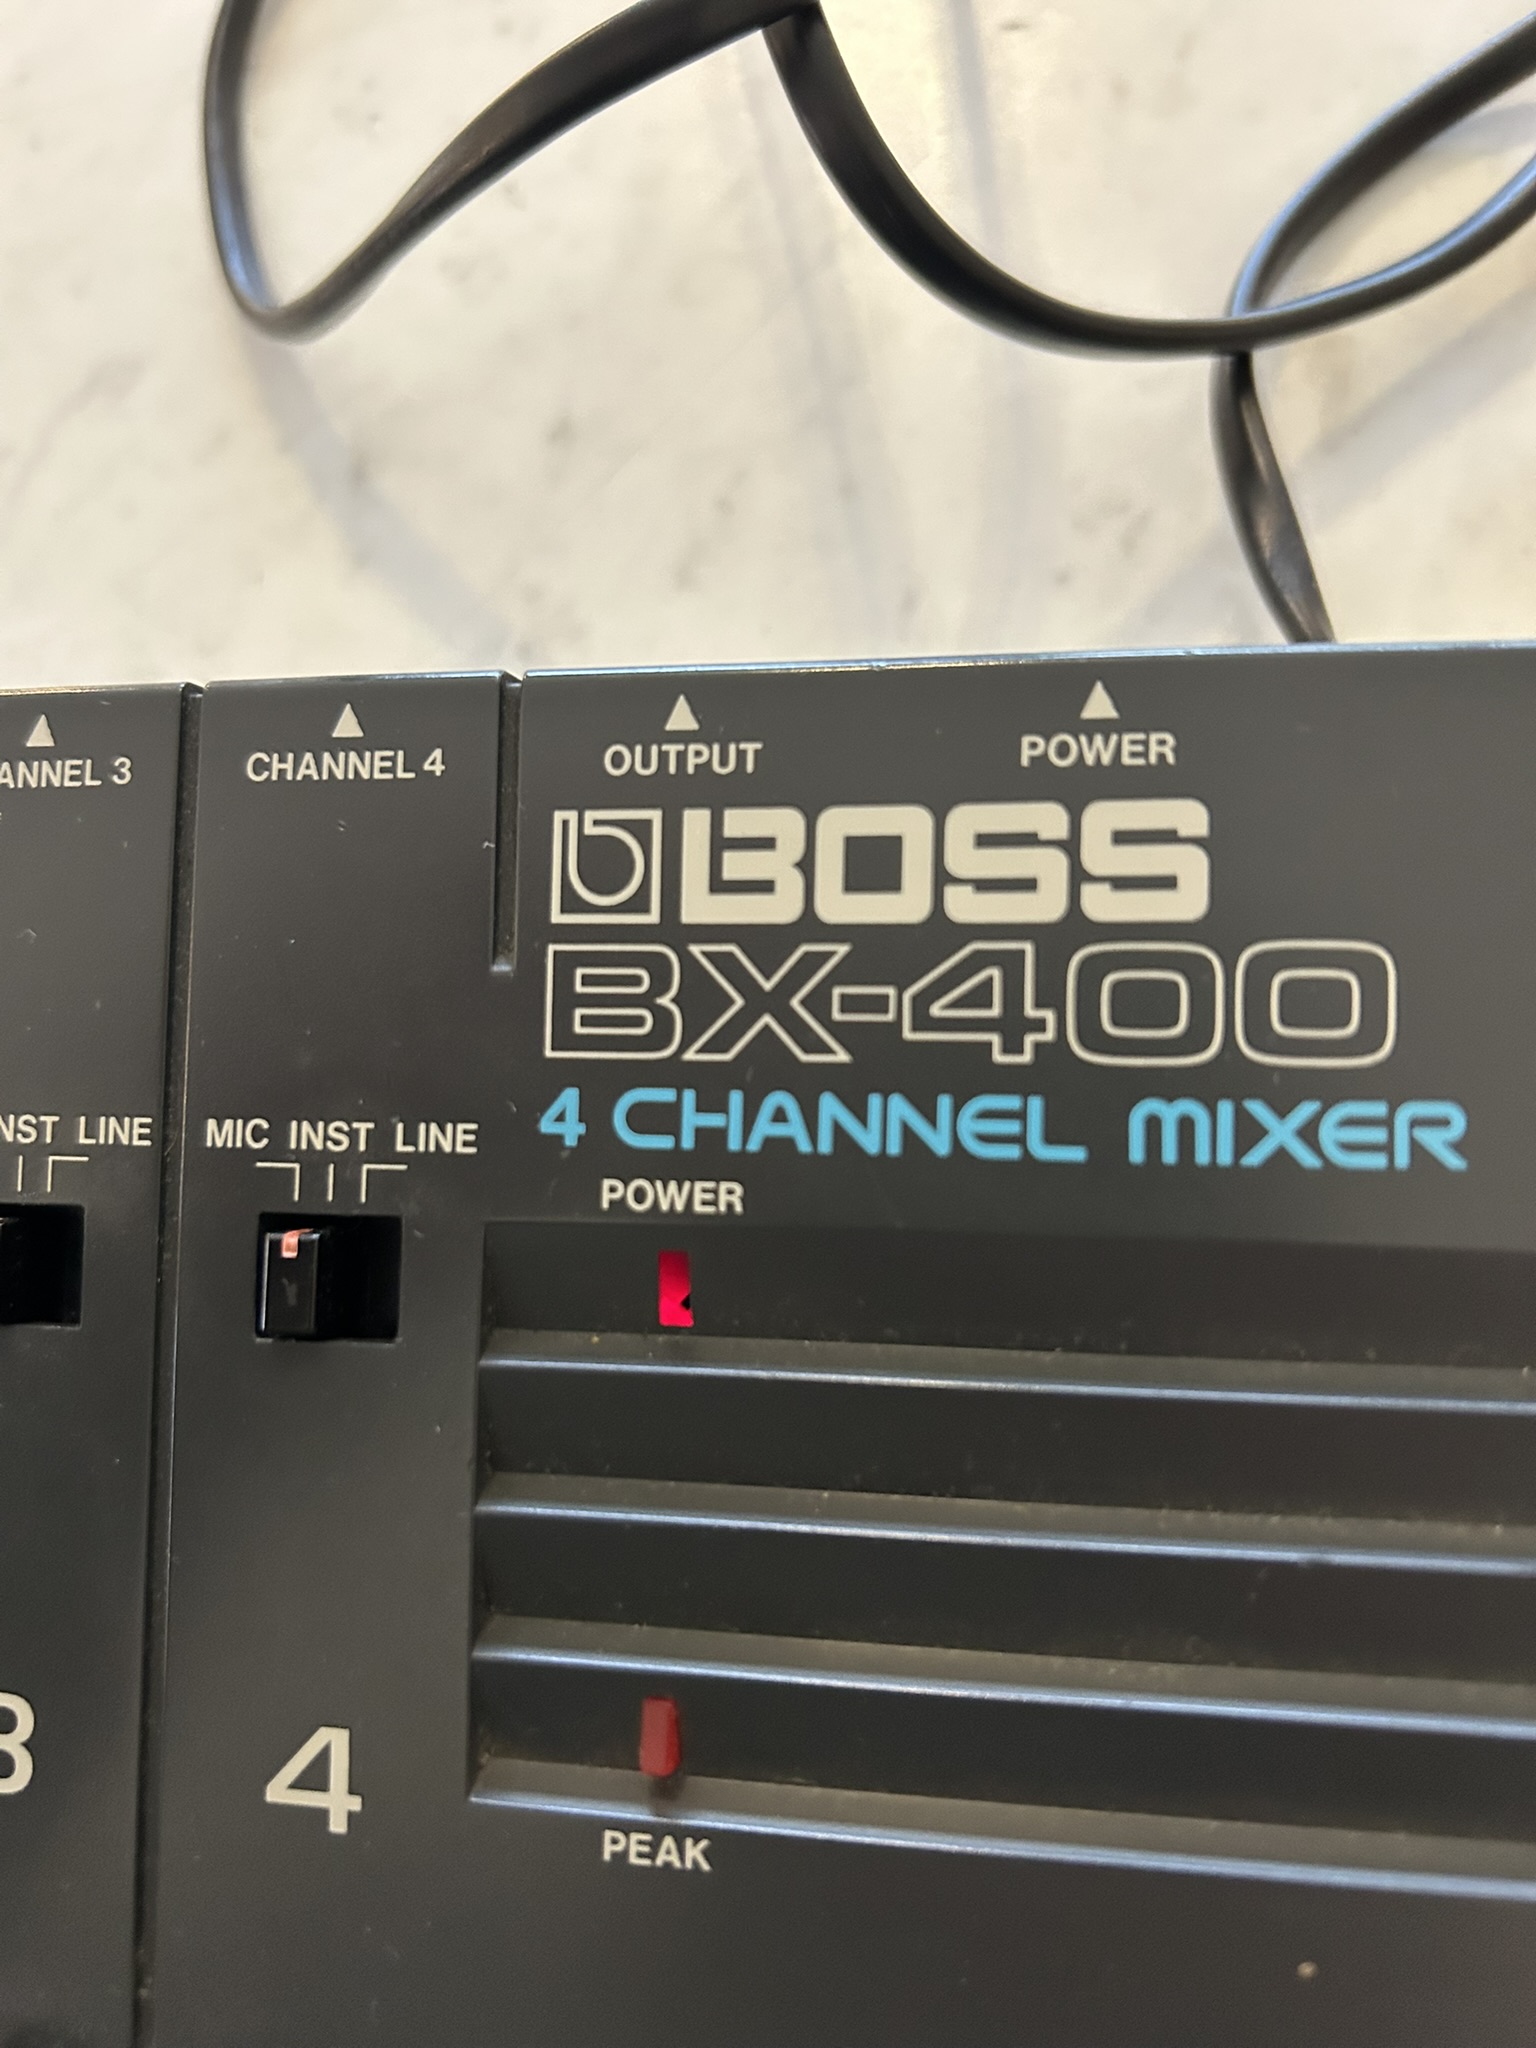 ANNEL 3
CHANNEL 4
OUTPUT
POWER
BOSS
BX-400
4 CHANNEL MIXER
NST LINE
MIC INST LINE
POWER
3
4
PEAK